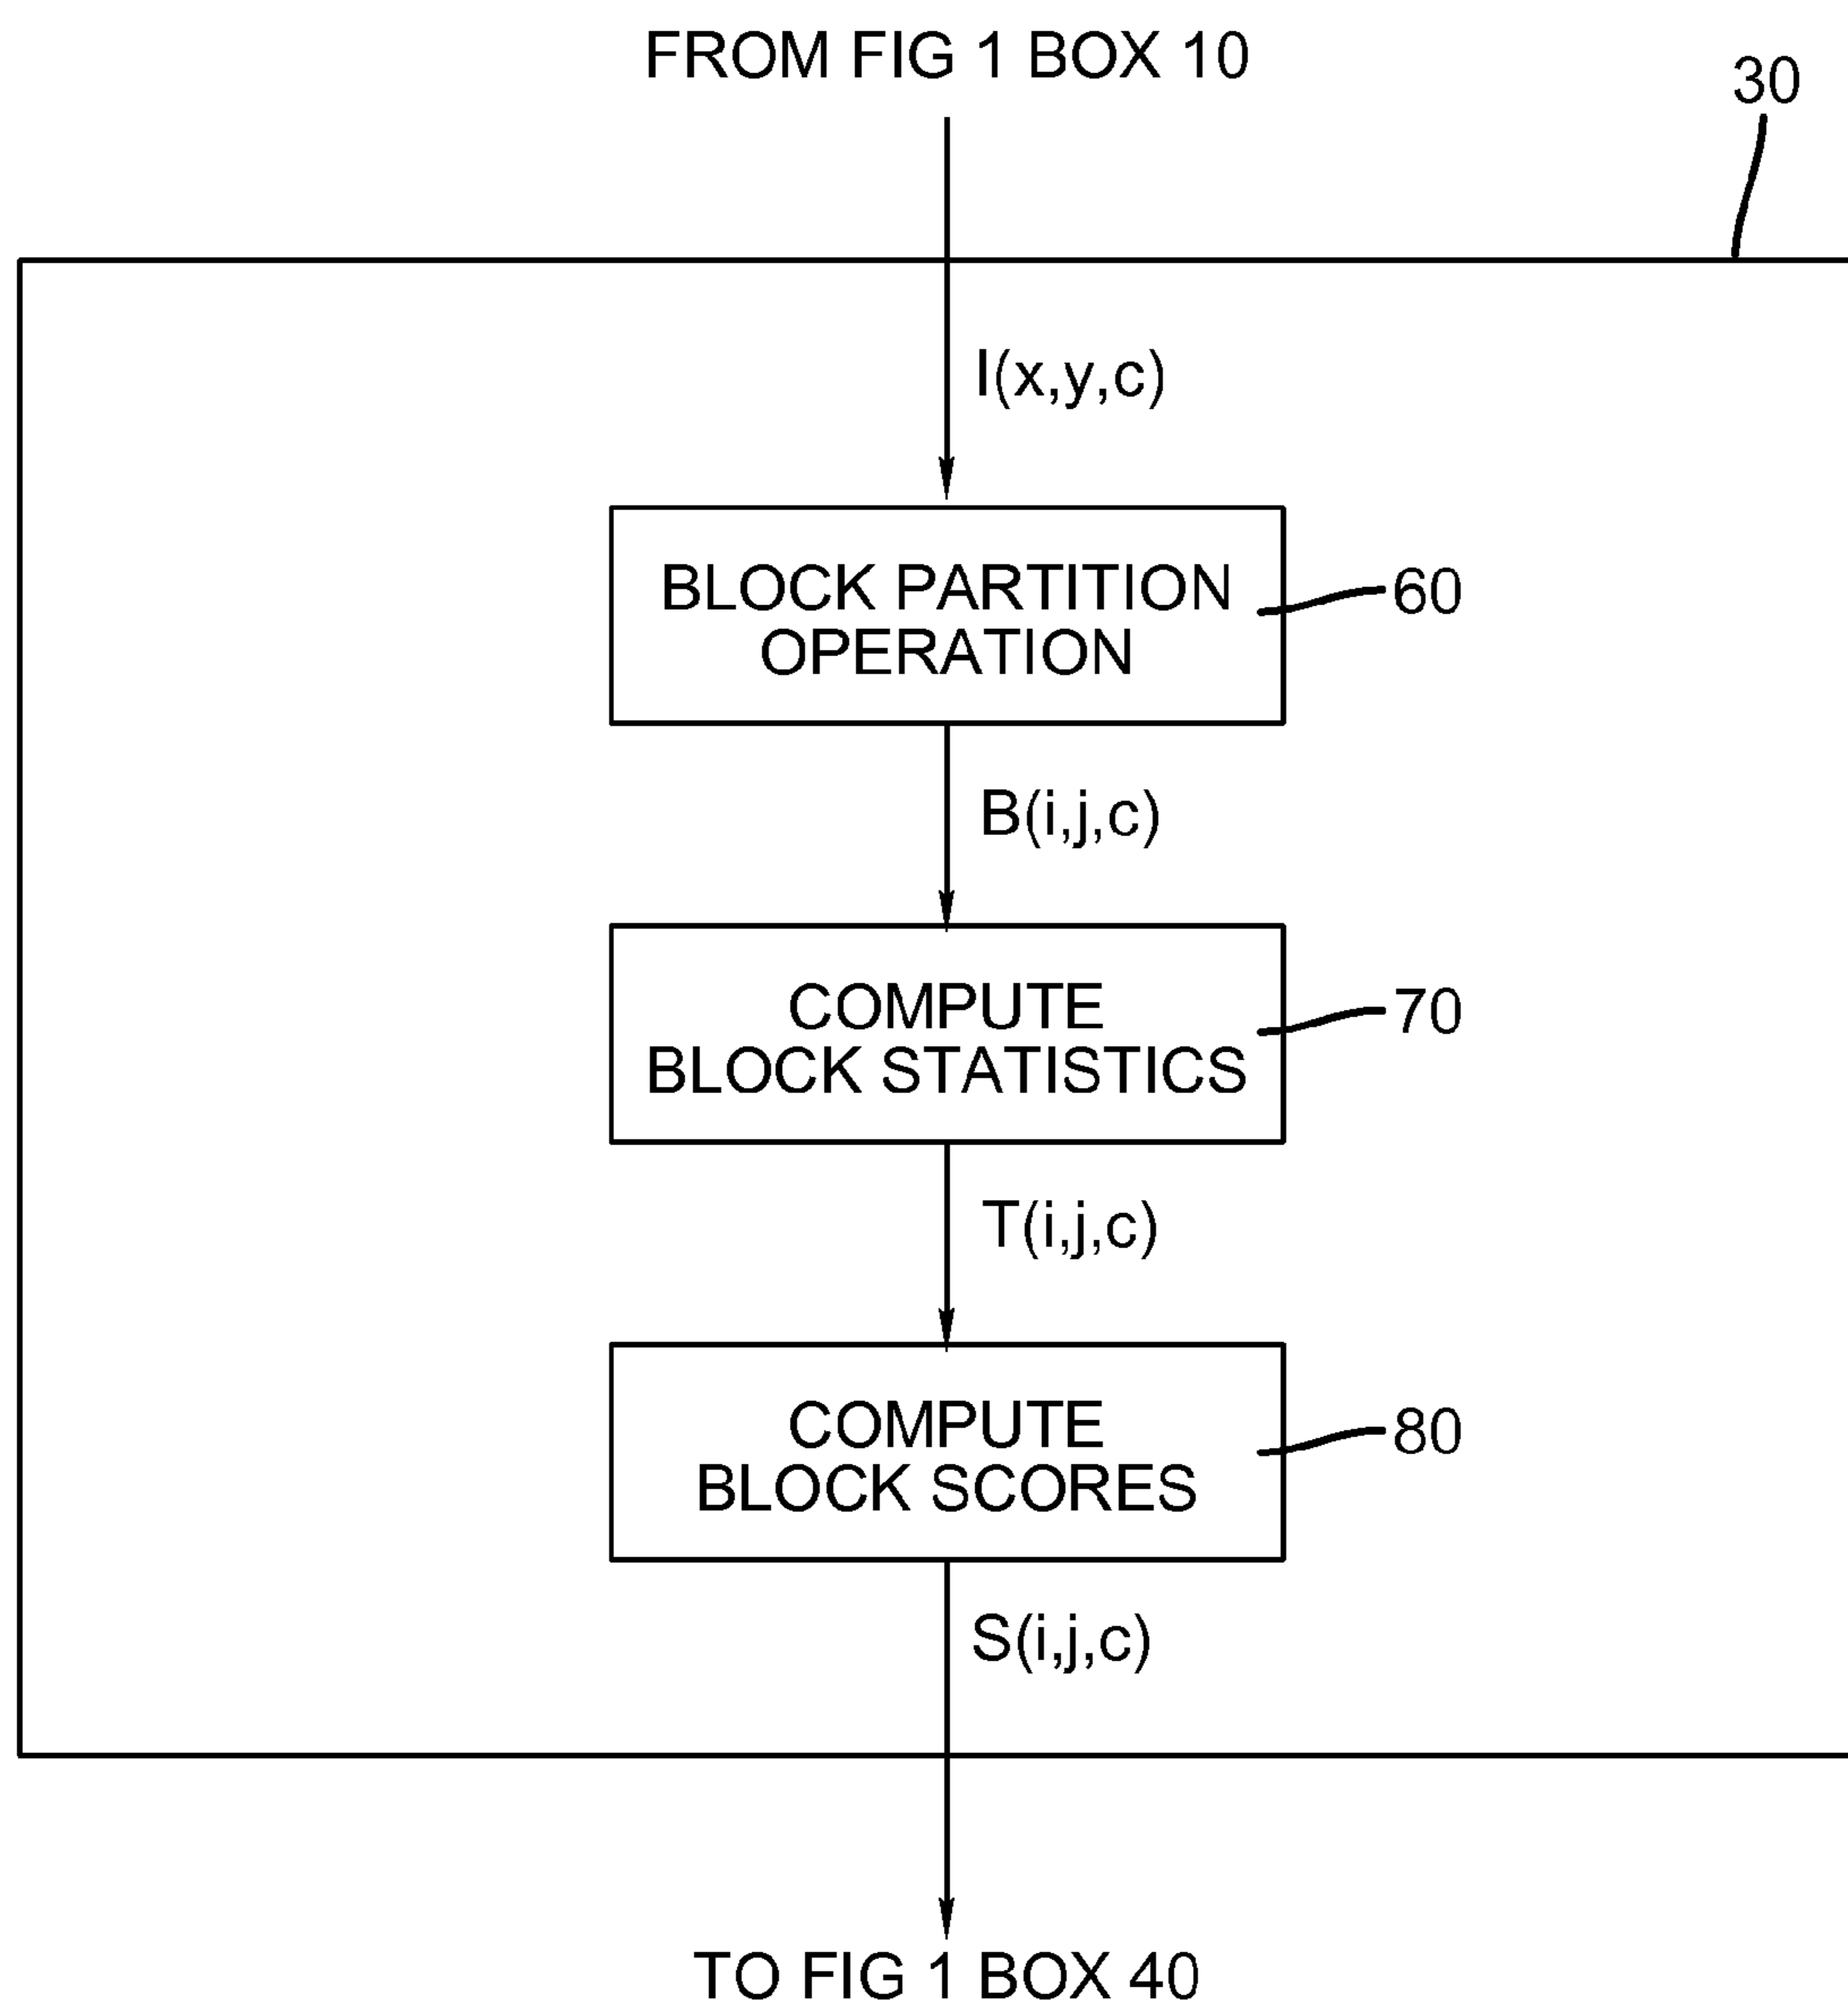 FROM FIG 1 BOX 10
30
I(x,y,c)
BLOCK PARTITION
OPERATION
60
B(i,j,c)
COMPUTE
BLOCK STATISTICS
70
T(i,j,c)
COMPUTE
BLOCK SCORES
80
S(i,j,c)
TO FIG 1 BOX 40